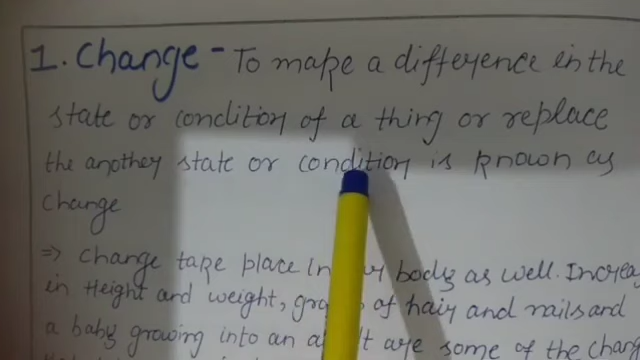 1. Change - To make a difference in the
state or condition of a thing or replace
the another state or condition is known as
change
⇒ change take place in body as well. Increa
in Height and weight, of hair and nails and
a baby growing into an are some of the chan